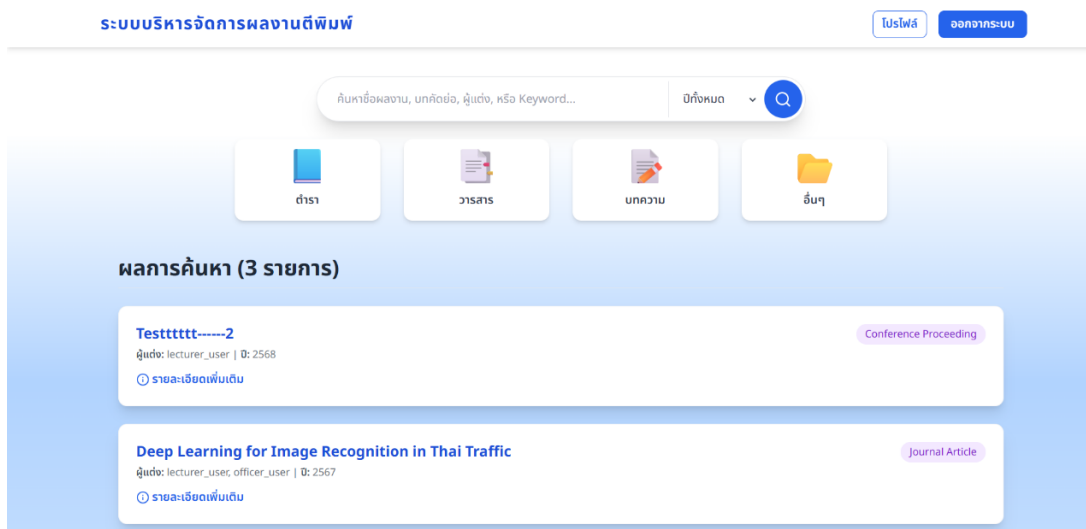 ระบบบริหารจัดการผลงานตีพิมพ์
โปรไฟล์ ออกจากระบบ
ค้นหาชื่อผลงาน, บทคัดย่อ, ผู้แต่ง, หรือ Keyword... ปีทั้งหมด
ตำรา วารสาร บทความ อื่นๆ
ผลการค้นหา (3 รายการ)
Testttttt------2 Conference Proceeding
ผู้แต่ง: lecturer_user | ปี: 2568
รายละเอียดเพิ่มเติม
Deep Learning for Image Recognition in Thai Traffic Journal Article
ผู้แต่ง: lecturer_user, officer_user | ปี: 2567
รายละเอียดเพิ่มเติม